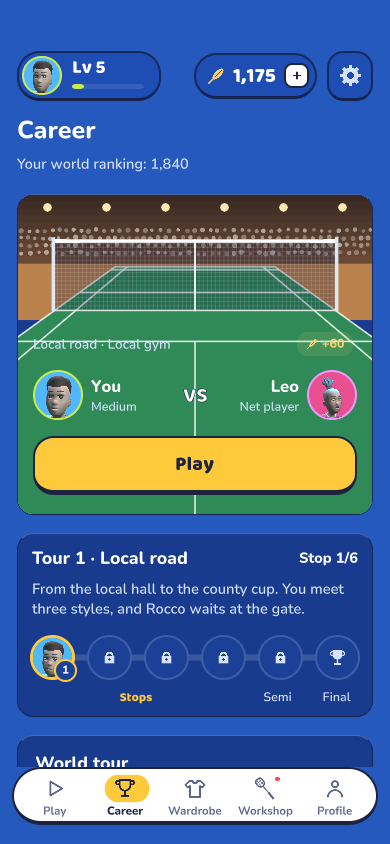 Lv 5
1,175
+
Career
Your world ranking: 1,840
Local road · Local gym
+60
You
Medium
VS
Leo
Net player
Play
Tour 1 · Local road
Stop 1/6
From the local hall to the county cup. You meet
three styles, and Rocco waits at the gate.
1
Stops
Semi
Final
World tour
Play
Career
Wardrobe
Workshop
Profile